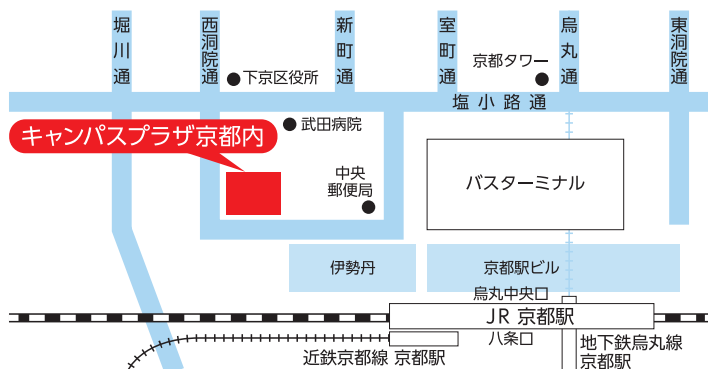 堀川通
西洞院通
新町通
室町通
烏丸通
東洞院通
京都タワー
下京区役所
塩小路通
武田病院
キャンパスプラザ京都内
中央
郵便局
バスターミナル
伊勢丹
京都駅ビル
烏丸中央口
JR 京都駅
八条口
地下鉄烏丸線
京都駅
近鉄京都線 京都駅